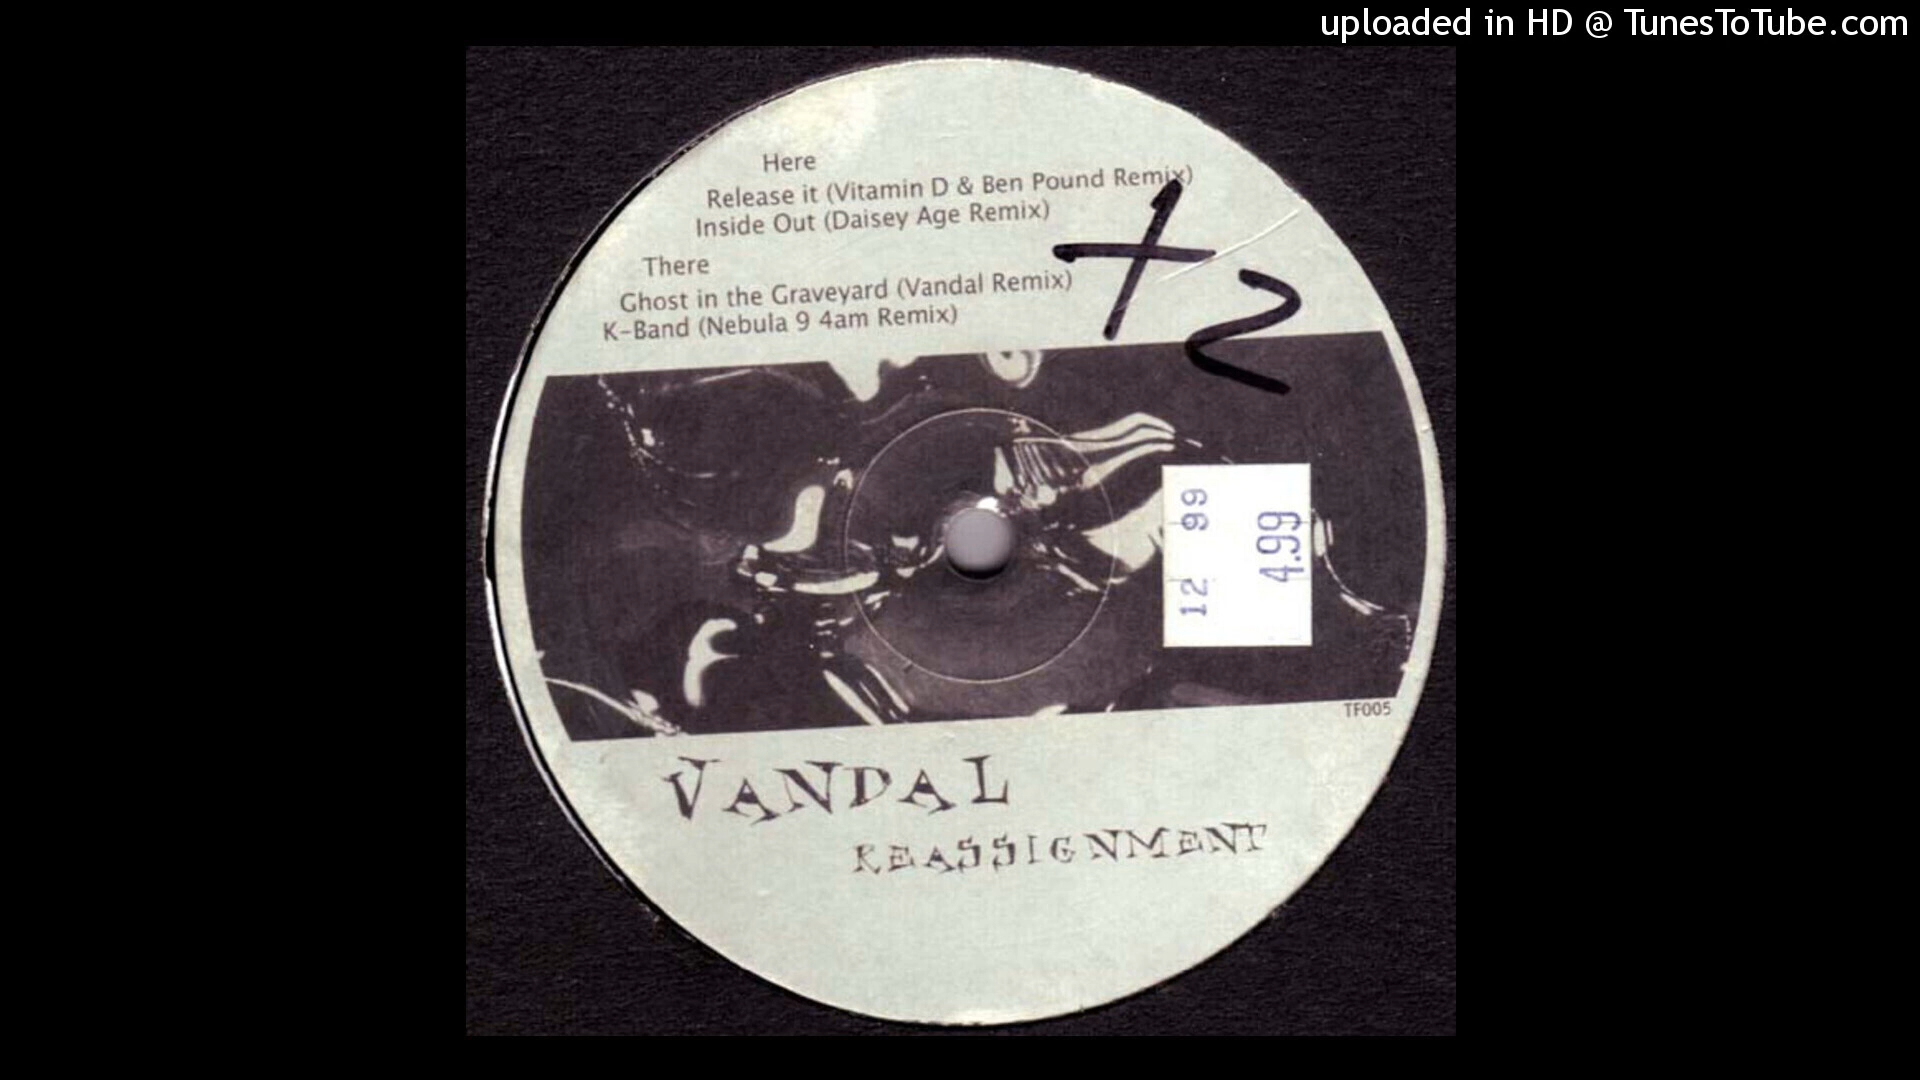 uploaded in HD @ TunesToTube.com
Here
Release it (Vitamin D & Ben Pound Remix)
Inside Out (Daisey Age Remix)
There
Ghost in the Graveyard (Vandal Remix)
K-Band (Nebula 9 4am Remix)
+2
12 99
4.99
TF005
VANDAL
REASSIGNMENT